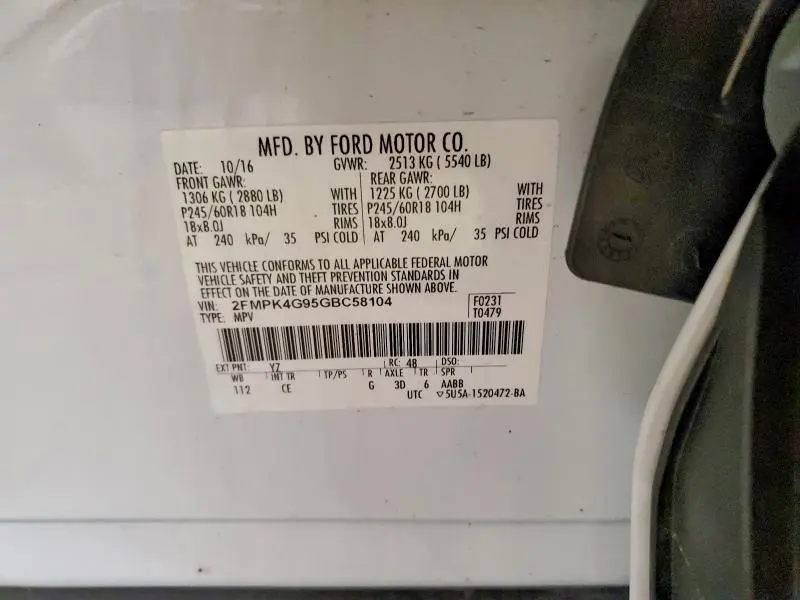 MFD. BY FORD MOTOR CO.
DATE: 10/16 GVWR: 2513 KG ( 5540 LB)
FRONT GAWR: REAR GAWR:
1306 KG ( 2880 LB) WITH 1225 KG ( 2700 LB) WITH
P245/60R18 104H TIRES P245/60R18 104H TIRES
18x8.0J RIMS 18x8.0J RIMS
AT 240 kPa/ 35 PSI COLD AT 240 kPa/ 35 PSI COLD
THIS VEHICLE CONFORMS TO ALL APPLICABLE FEDERAL MOTOR
VEHICLE SAFETY AND THEFT PREVENTION STANDARDS IN
EFFECT ON THE DATE OF MANUFACTURE SHOWN ABOVE.
VIN: 2FMPK4G95GBC58104 F0231
TYPE: MPV T0479
EXT PNT: YZ RC: 48 DSO:
WB INT TR TP/PS R AXLE TR SPR
112 CE G 3D 6 AABB
UTC ▽5U5A-1520472-BA